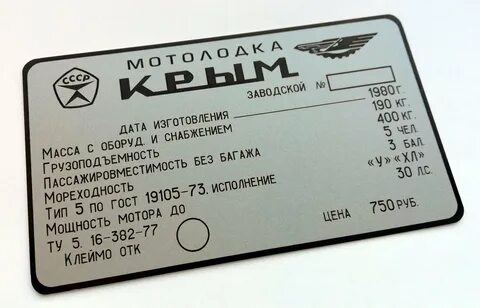 СССР
МОТОЛОДКА
КРЫМ
ЗАВОДСКОЙ №
ДАТА ИЗГОТОВЛЕНИЯ 1980г.
МАССА С ОБОРУД. И СНАБЖЕНИЕМ 190 КГ.
ГРУЗОПОДЪЕМНОСТЬ 400 КГ.
ПАССАЖИРОВМЕСТИМОСТЬ БЕЗ БАГАЖА 5 ЧЕЛ.
МОРЕХОДНОСТЬ 3 БАЛ.
ТИП 5 ПО ГОСТ 19105-73. ИСПОЛНЕНИЕ «У» «ХЛ»
МОЩНОСТЬ МОТОРА ДО 30 Л.С.
ТУ 5. 16-382-77
КЛЕЙМО ОТК ЦЕНА 750 РУБ.